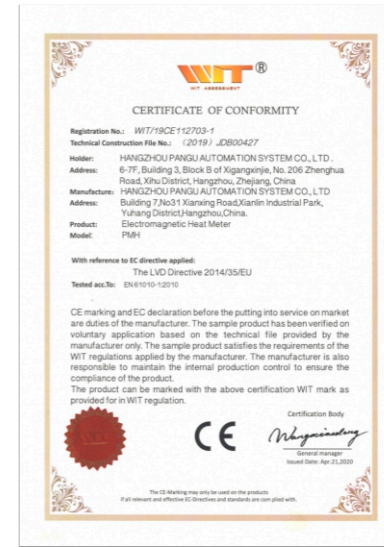 WIT ®
WIT ASSESSMENT
CERTIFICATE OF CONFORMITY
Registration No.: WIT/19CE112703-1
Technical Construction File No.: (2019) JDB00427
Holder: HANGZHOU PANGU AUTOMATION SYSTEM CO., LTD.
Address: 6-7F, Building 3, Block B of Xigangxinjie, No. 206 Zhenghua
Road, Xihu District, Hangzhou, Zhejiang, China
Manufacture: HANGZHOU PANGU AUTOMATION SYSTEM CO., LTD
Address: Building 7,No31 Xianxing Road,Xianlin Industrial Park,
Yuhang District,Hangzhou,China.
Product: Electromagnetic Heat Meter
Model: PMH
With reference to EC directive applied:
The LVD Directive 2014/35/EU
Tested acc.To: EN 61010-1:2010
CE marking and EC declaration before the putting into service on market
are duties of the manufacturer. The sample product has been verified on
voluntary application based on the technical file provided by the
manufacturer only. The sample product satisfies the requirements of the
WIT regulations applied by the manufacturer. The manufacturer is also
responsible to maintain the internal production control to ensure the
compliance of the product.
The product can be marked with the above certification WIT mark as
provided for in WIT regulation.
Certification Body
WIT
CE
General manager
Issued Date: Apr.21,2020
The CE-Marking may only be used on the products
if all relevant and effective EC-Directives and standards are com plied with.